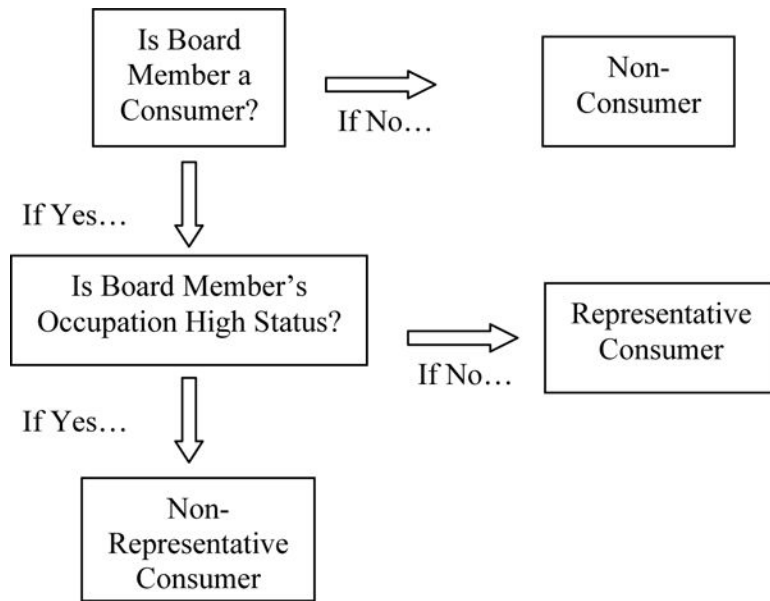 Is Board
Member a
Consumer?
If No…
Non-
Consumer
If Yes…
Is Board Member’s
Occupation High Status?
If No…
Representative
Consumer
If Yes…
Non-
Representative
Consumer